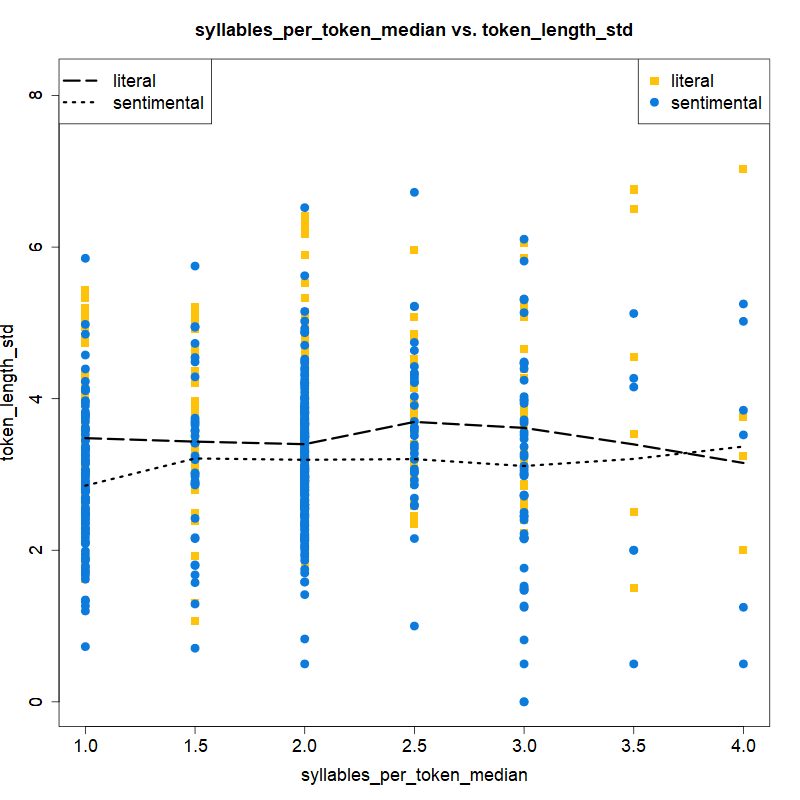 syllables_per_token_median vs. token_length_std
literal
sentimental
literal
sentimental
token_length_std
8
6
4
2
0
1.0 1.5 2.0 2.5 3.0 3.5 4.0
syllables_per_token_median